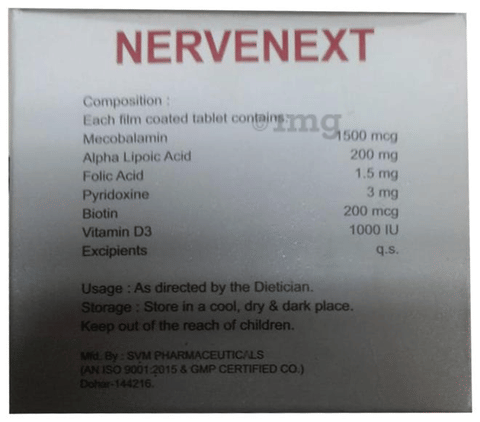 NERVENEXT
Composition :
Each film coated tablet contains:
1mg
Mecobalamin 1500 mcg
Alpha Lipoic Acid 200 mg
Folic Acid 1.5 mg
Pyridoxine 3 mg
Biotin 200 mcg
Vitamin D3 1000 IU
Excipients q.s.
Usage : As directed by the Dietician.
Storage : Store in a cool, dry & dark place.
Keep out of the reach of children.
Mfd. By : SVM PHARMACEUTICALS
(AN ISO 9001:2015 & GMP CERTIFIED CO.)
Dohar-144216.